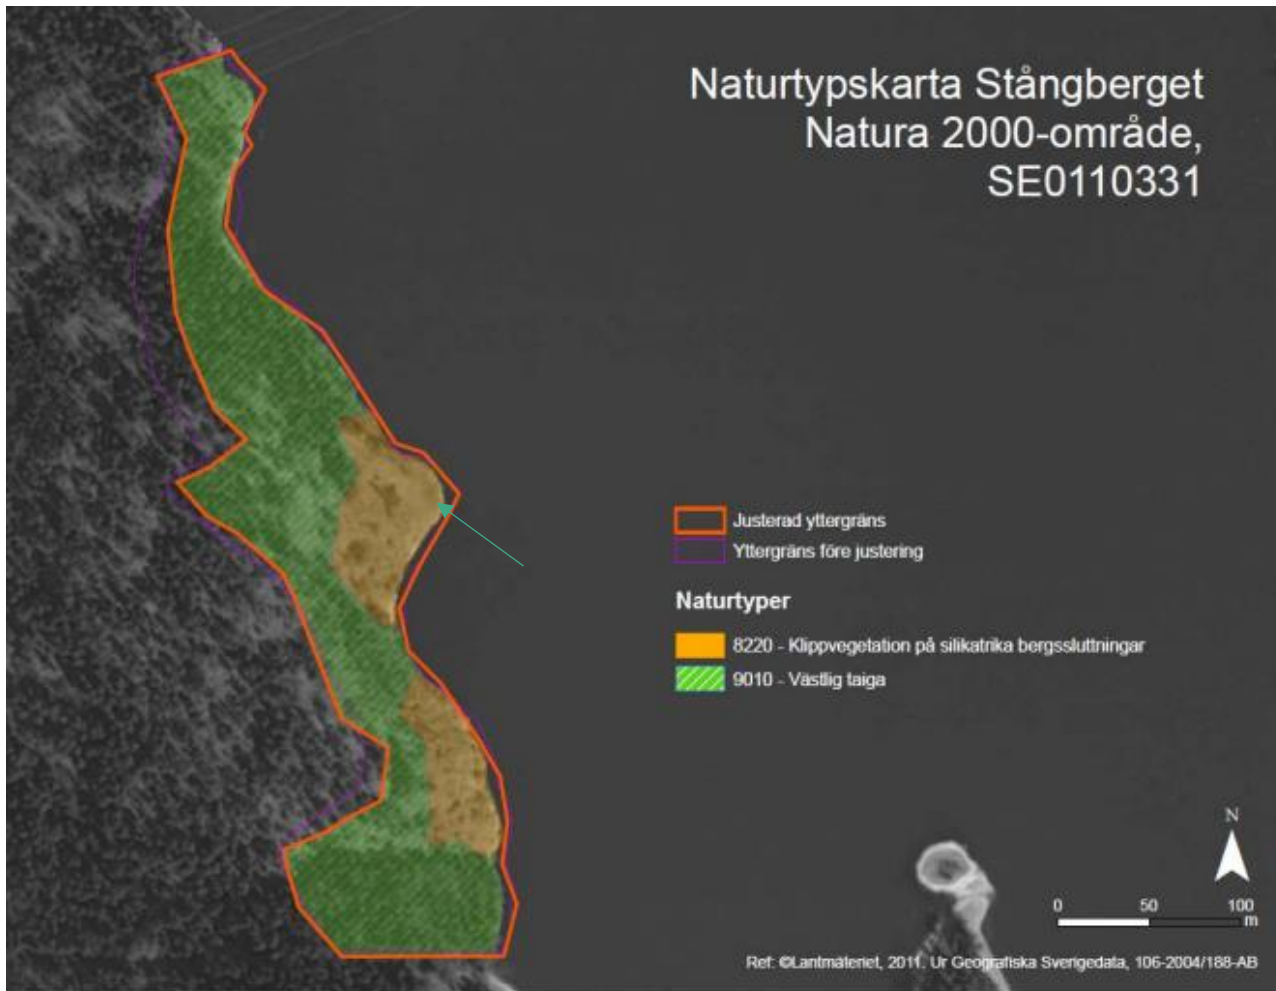 Naturtypskarta Stångberget
Natura 2000-område,
SE0110331
Justerad yttergräns
Yttergräns före justering
Naturtyper
8220 - Klippvegetation på silikatrika bergssluttningar
9010 - Västlig taiga
N
0 50 100
m
Ref: ©Lantmäteriet, 2011. Ur Geografiska Sverigedata, 106-2004/188-AB